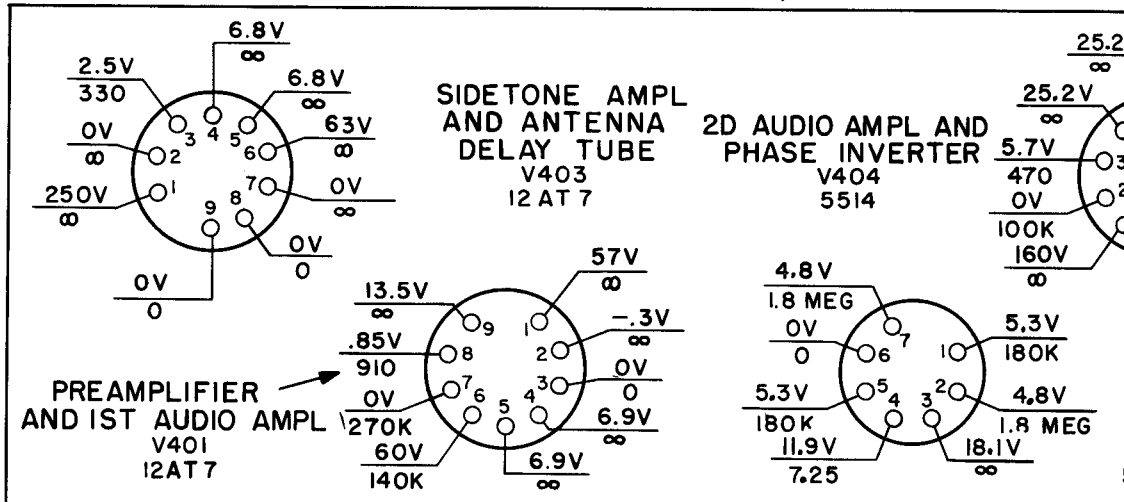 6.8V
∞
2.5V
330
6.8V
∞
0V
∞
63V
∞
250V
∞
0V
∞
0V
0
0V
0
1
2
3
4
5
6
7
8
9
SIDETONE AMPL
AND ANTENNA
DELAY TUBE
V403
12AT7
2D AUDIO AMPL AND
PHASE INVERTER
V404
5514
25.2
∞
25.2V
∞
5.7V
470
0V
100K
160V
∞
3
2
PREAMPLIFIER
AND 1ST AUDIO AMPL
V401
12AT7
13.5V
∞
57V
∞
.85V
910
-.3V
∞
0V
270K
0V
0
60V
140K
6.9V
∞
6.9V
∞
9
1
8
2
7
3
6
5
4
4.8V
1.8 MEG
0V
0
5.3V
180K
5.3V
180K
4.8V
1.8 MEG
11.9V
7.25
18.1V
∞
7
6
1
5
2
4
3